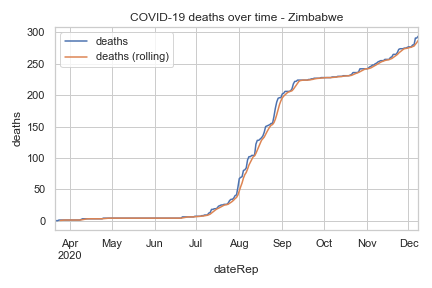 COVID-19 deaths over time - Zimbabwe
deaths
deaths (rolling)
300
250
200
150
100
50
0
deaths
Apr May Jun Jul Aug Sep Oct Nov Dec
2020
dateRep